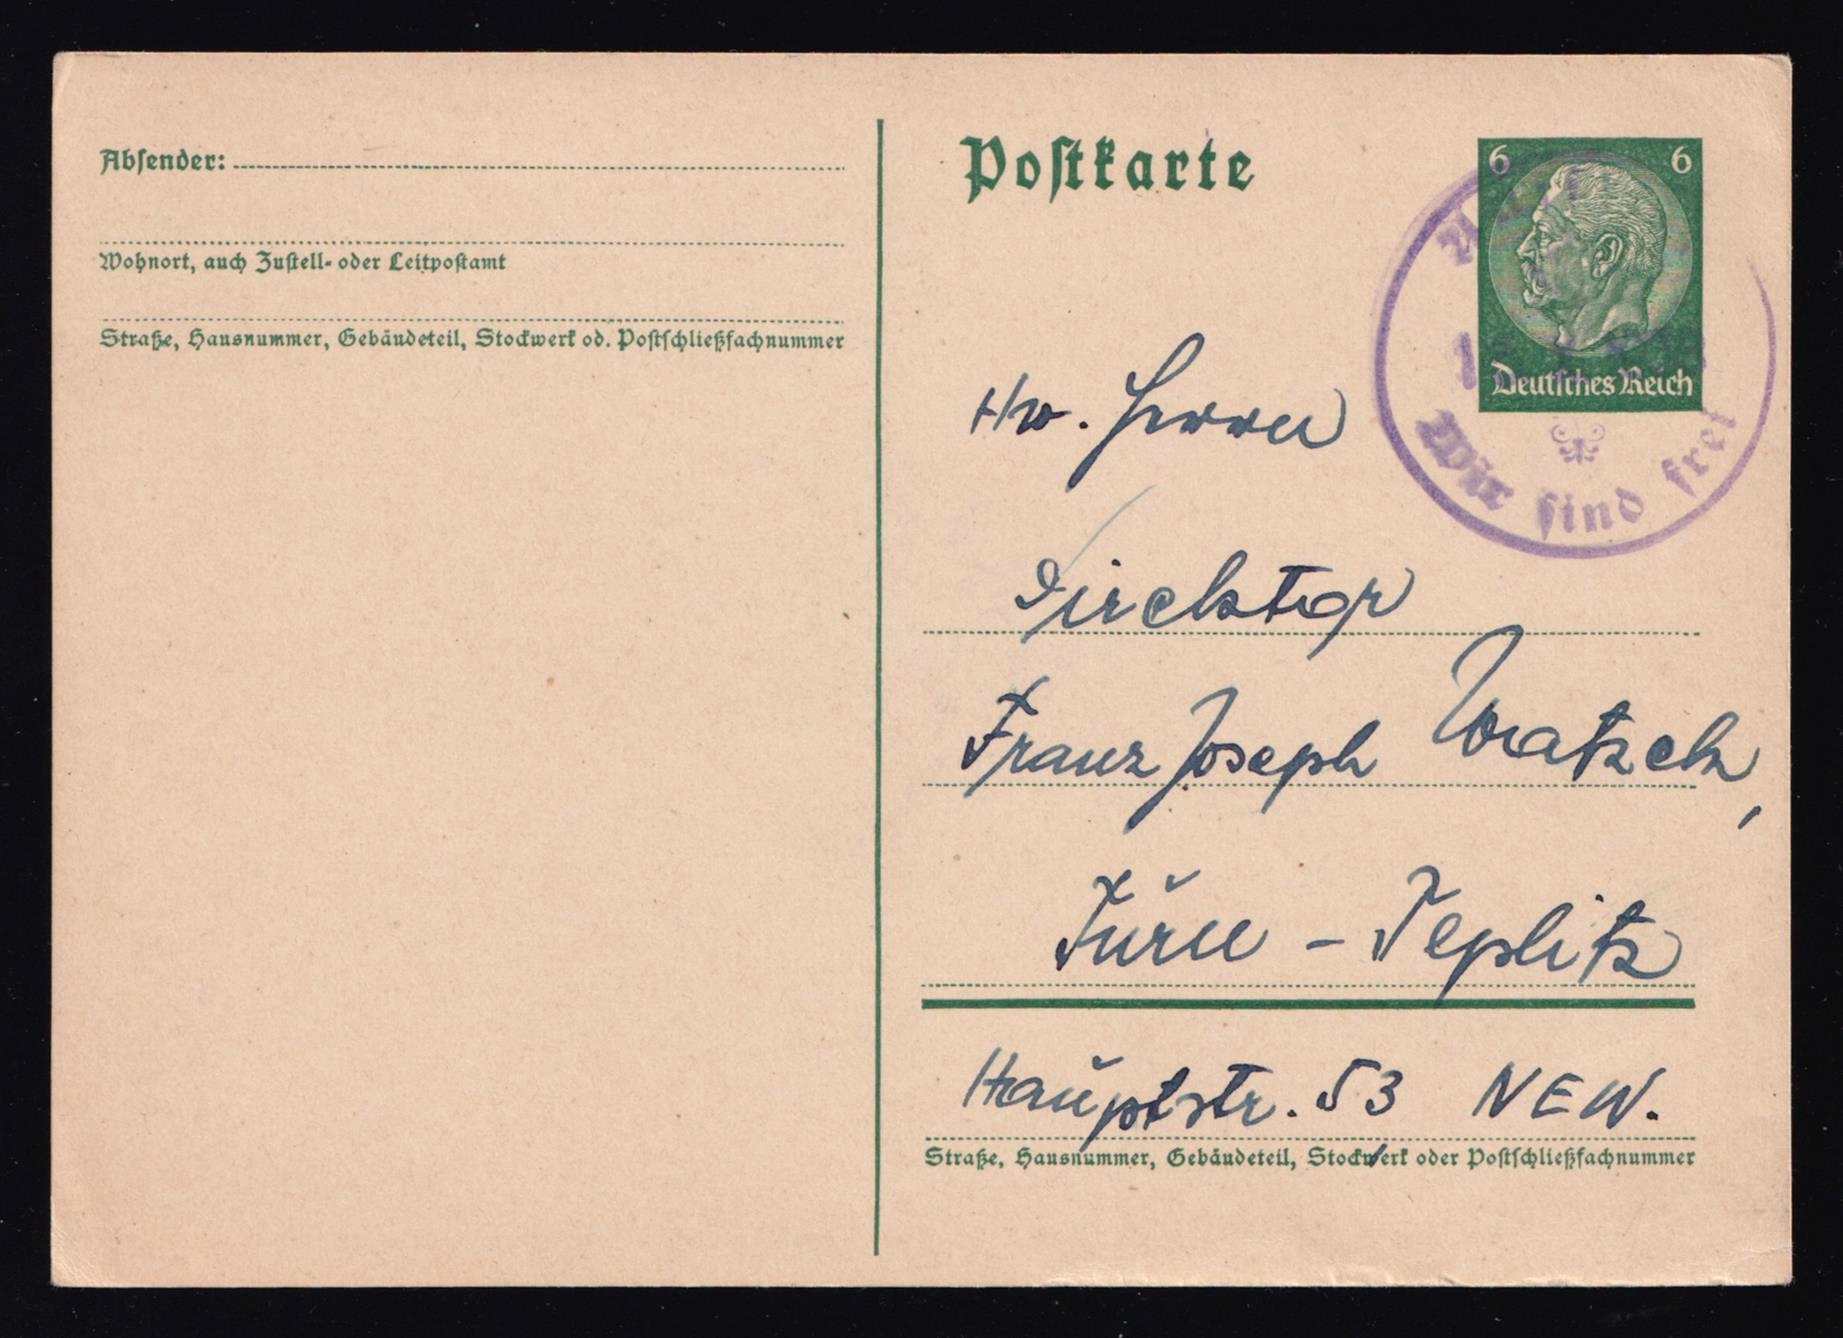 Absender:
Wohnort, auch Zustell- oder Leitpostamt
Straße, Hausnummer, Gebäudeteil, Stockwerk od. Postschließfachnummer
Postkarte
6 6
Deutsches Reich
Wir sind frei
Herrn
Direktor
Franz Joseph Watzek,
Turn - Teplitz
Hauptstr. 53 NEW.
Straße, Hausnummer, Gebäudeteil, Stockwerk oder Postschließfachnummer